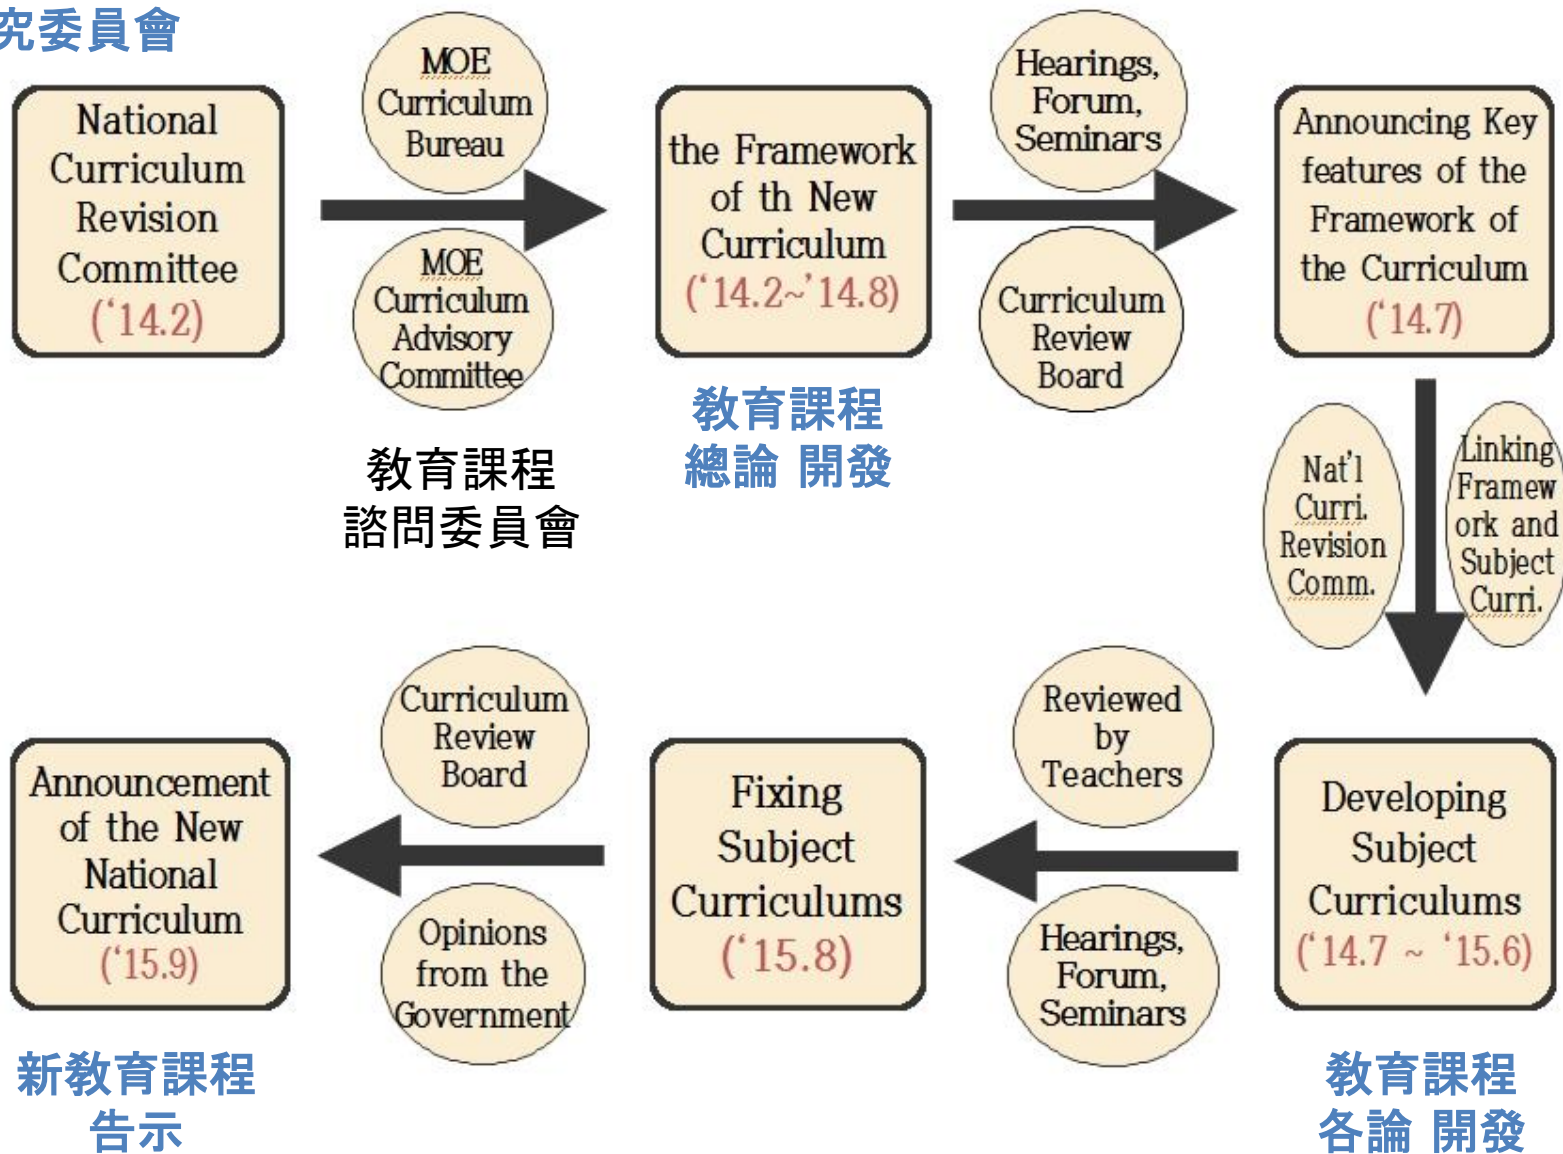 究委員會
National
Curriculum
Revision
Committee
(‘14.2)
MOE
Curriculum
Bureau
MOE
Curriculum
Advisory
Committee
敎育課程
諮問委員會
the Framework
of th New
Curriculum
(‘14.2~’14.8)
敎育課程
總論 開發
Hearings,
Forum,
Seminars
Curriculum
Review
Board
Announcing Key
features of the
Framework of
the Curriculum
(‘14.7)
Nat’l
Curri.
Revision
Comm.
Linking
Framew
ork and
Subject
Curri.
Developing
Subject
Curriculums
(‘14.7 ~ ‘15.6)
敎育課程
各論 開發
Reviewed
by
Teachers
Hearings,
Forum,
Seminars
Fixing
Subject
Curriculums
(‘15.8)
Curriculum
Review
Board
Opinions
from the
Government
Announcement
of the New
National
Curriculum
(‘15.9)
新敎育課程
告示